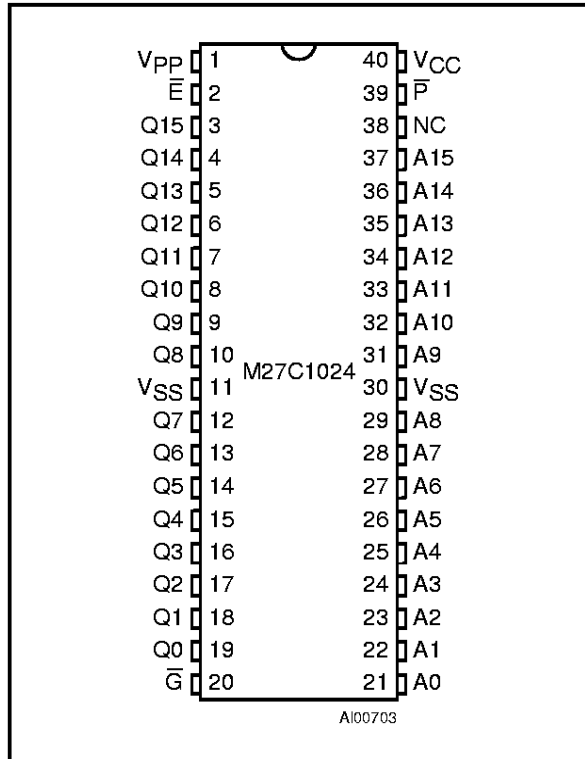 VPP 1 40 VCC
E̅ 2 39 P̅
Q15 3 38 NC
Q14 4 37 A15
Q13 5 36 A14
Q12 6 35 A13
Q11 7 34 A12
Q10 8 33 A11
Q9 9 32 A10
Q8 10 31 A9
M27C1024
VSS 11 30 VSS
Q7 12 29 A8
Q6 13 28 A7
Q5 14 27 A6
Q4 15 26 A5
Q3 16 25 A4
Q2 17 24 A3
Q1 18 23 A2
Q0 19 22 A1
G̅ 20 21 A0
AI00703